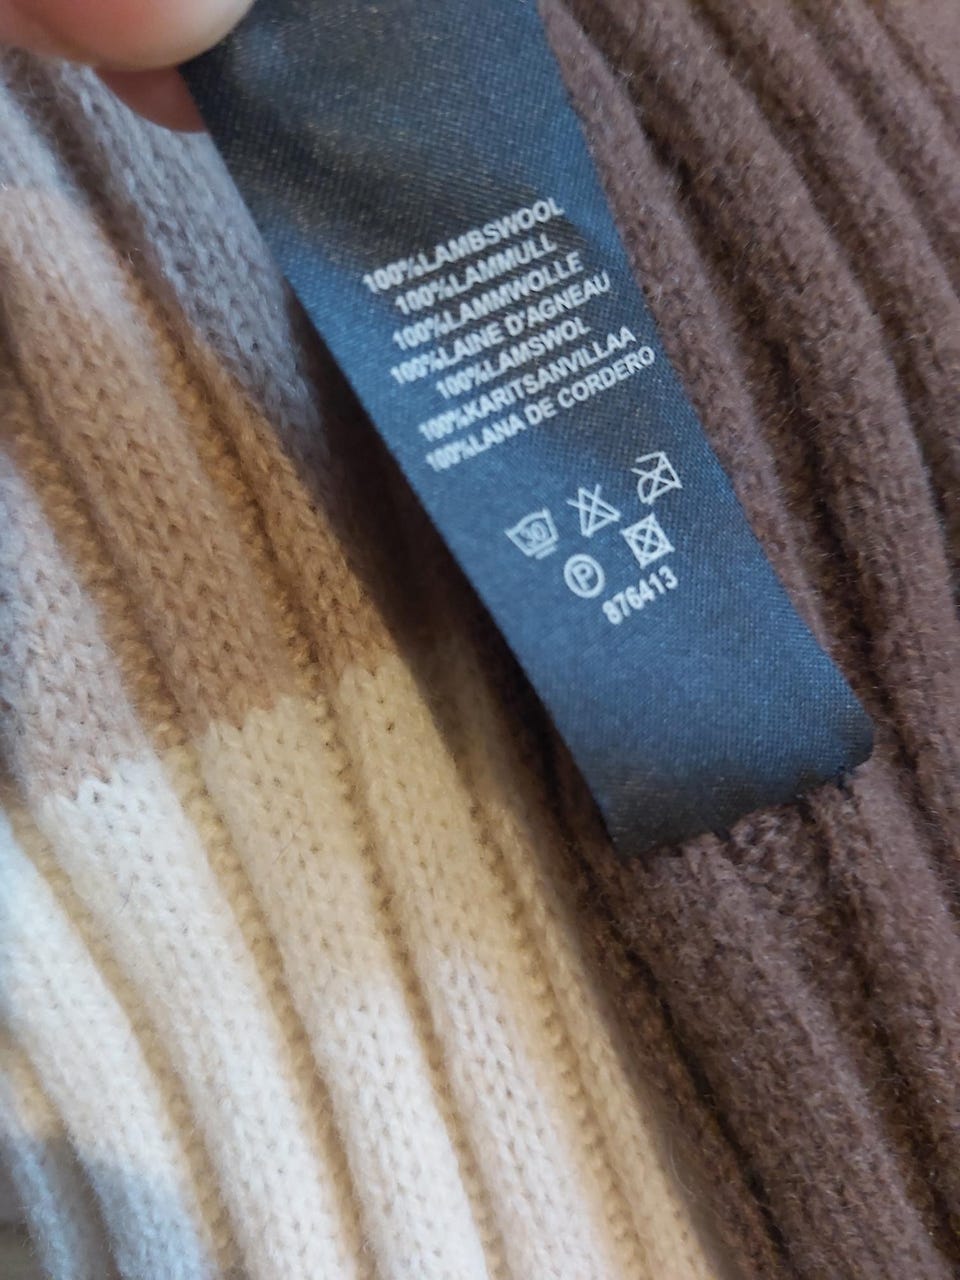 100%LAMBSWOOL
100%LAMMULL
100%LAMMWOLLE
100%LAINE D'AGNEAU
100%LAMSWOL
100%KARITSANVILLAA
100%LANA DE CORDERO
30
P
876413